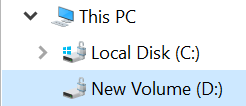 This PC
Local Disk (C:)
New Volume (D:)